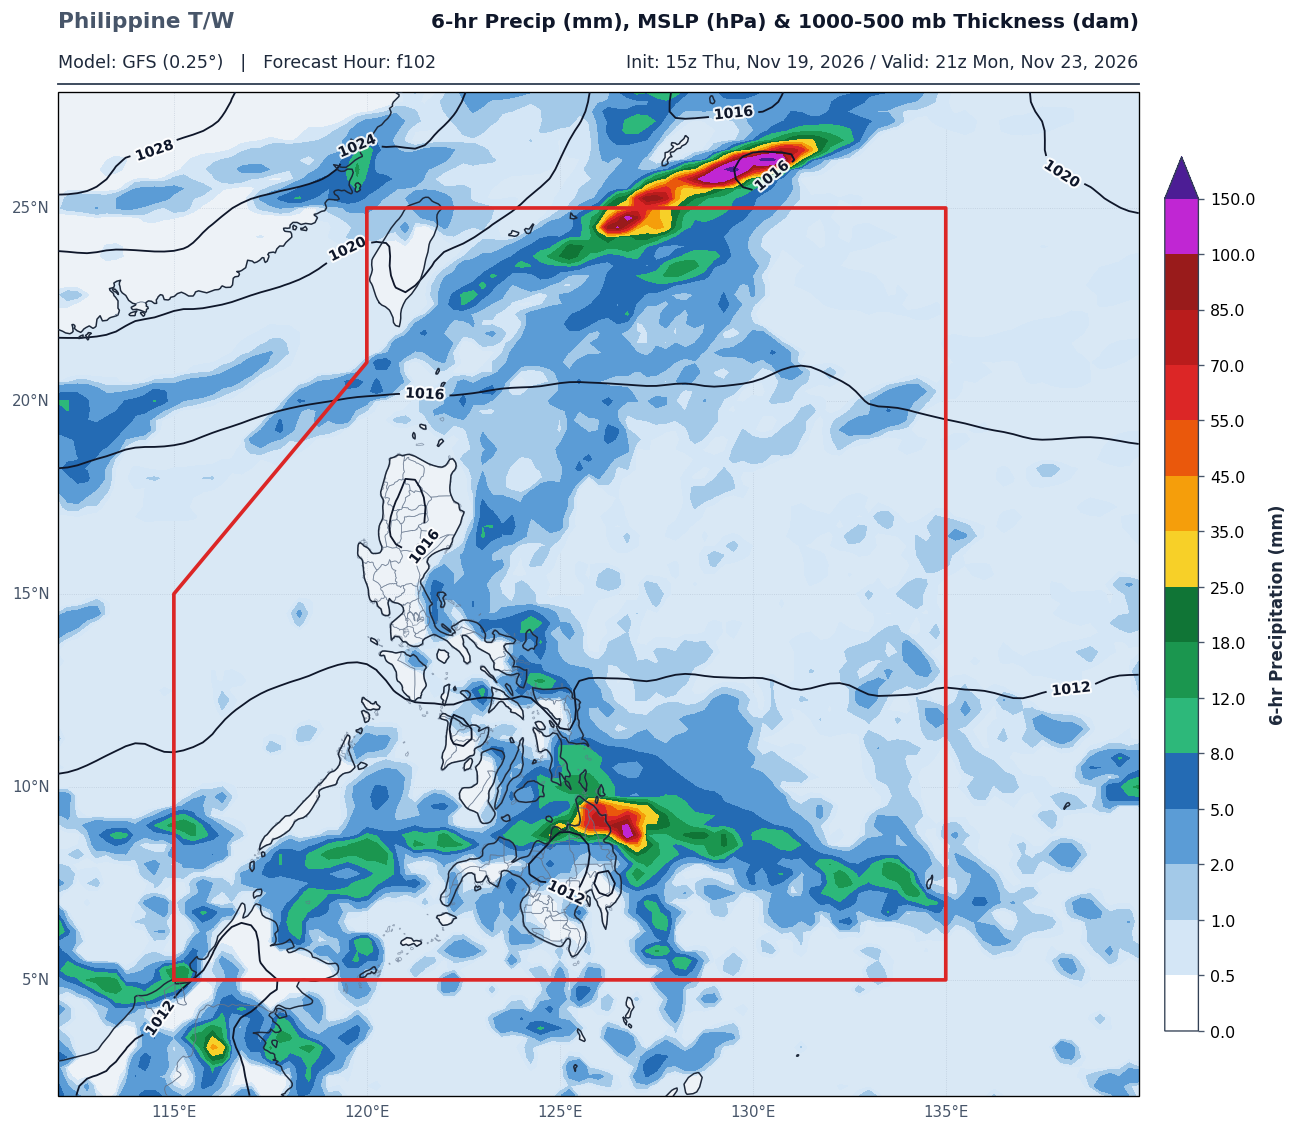 Philippine T/W
6-hr Precip (mm), MSLP (hPa) & 1000-500 mb Thickness (dam)
Model: GFS (0.25°) | Forecast Hour: f102
Init: 15z Thu, Nov 19, 2026 / Valid: 21z Mon, Nov 23, 2026
1028
1024
1016
1016
1020
1020
1016
1016
1012
1012
1012
25°N
20°N
15°N
10°N
5°N
115°E
120°E
125°E
130°E
135°E
150.0
100.0
85.0
70.0
55.0
45.0
35.0
25.0
18.0
12.0
8.0
5.0
2.0
1.0
0.5
0.0
6-hr Precipitation (mm)